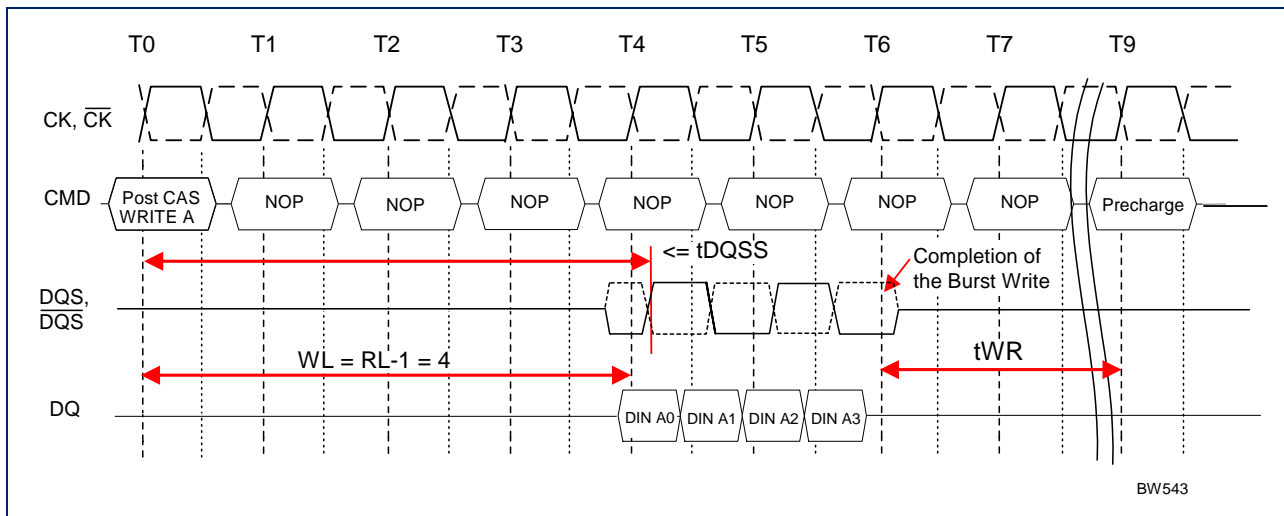 T0 T1 T2 T3 T4 T5 T6 T7 T9
CK, CK
CMD
Post CAS
WRITE A
NOP NOP NOP NOP NOP NOP NOP Precharge
<= tDQSS
Completion of
the Burst Write
DQS,
DQS
WL = RL-1 = 4
tWR
DQ
DIN A0 DIN A1 DIN A2 DIN A3
BW543